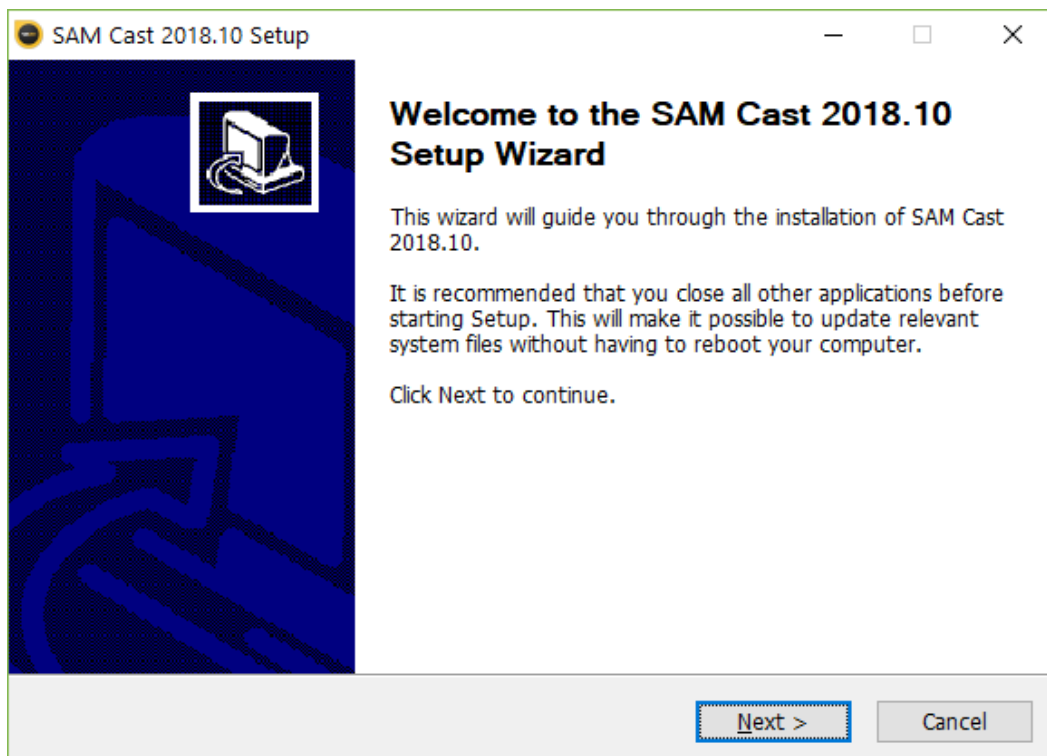 SAM Cast 2018.10 Setup
Welcome to the SAM Cast 2018.10
Setup Wizard
This wizard will guide you through the installation of SAM Cast
2018.10.
It is recommended that you close all other applications before
starting Setup. This will make it possible to update relevant
system files without having to reboot your computer.
Click Next to continue.
Next >
Cancel